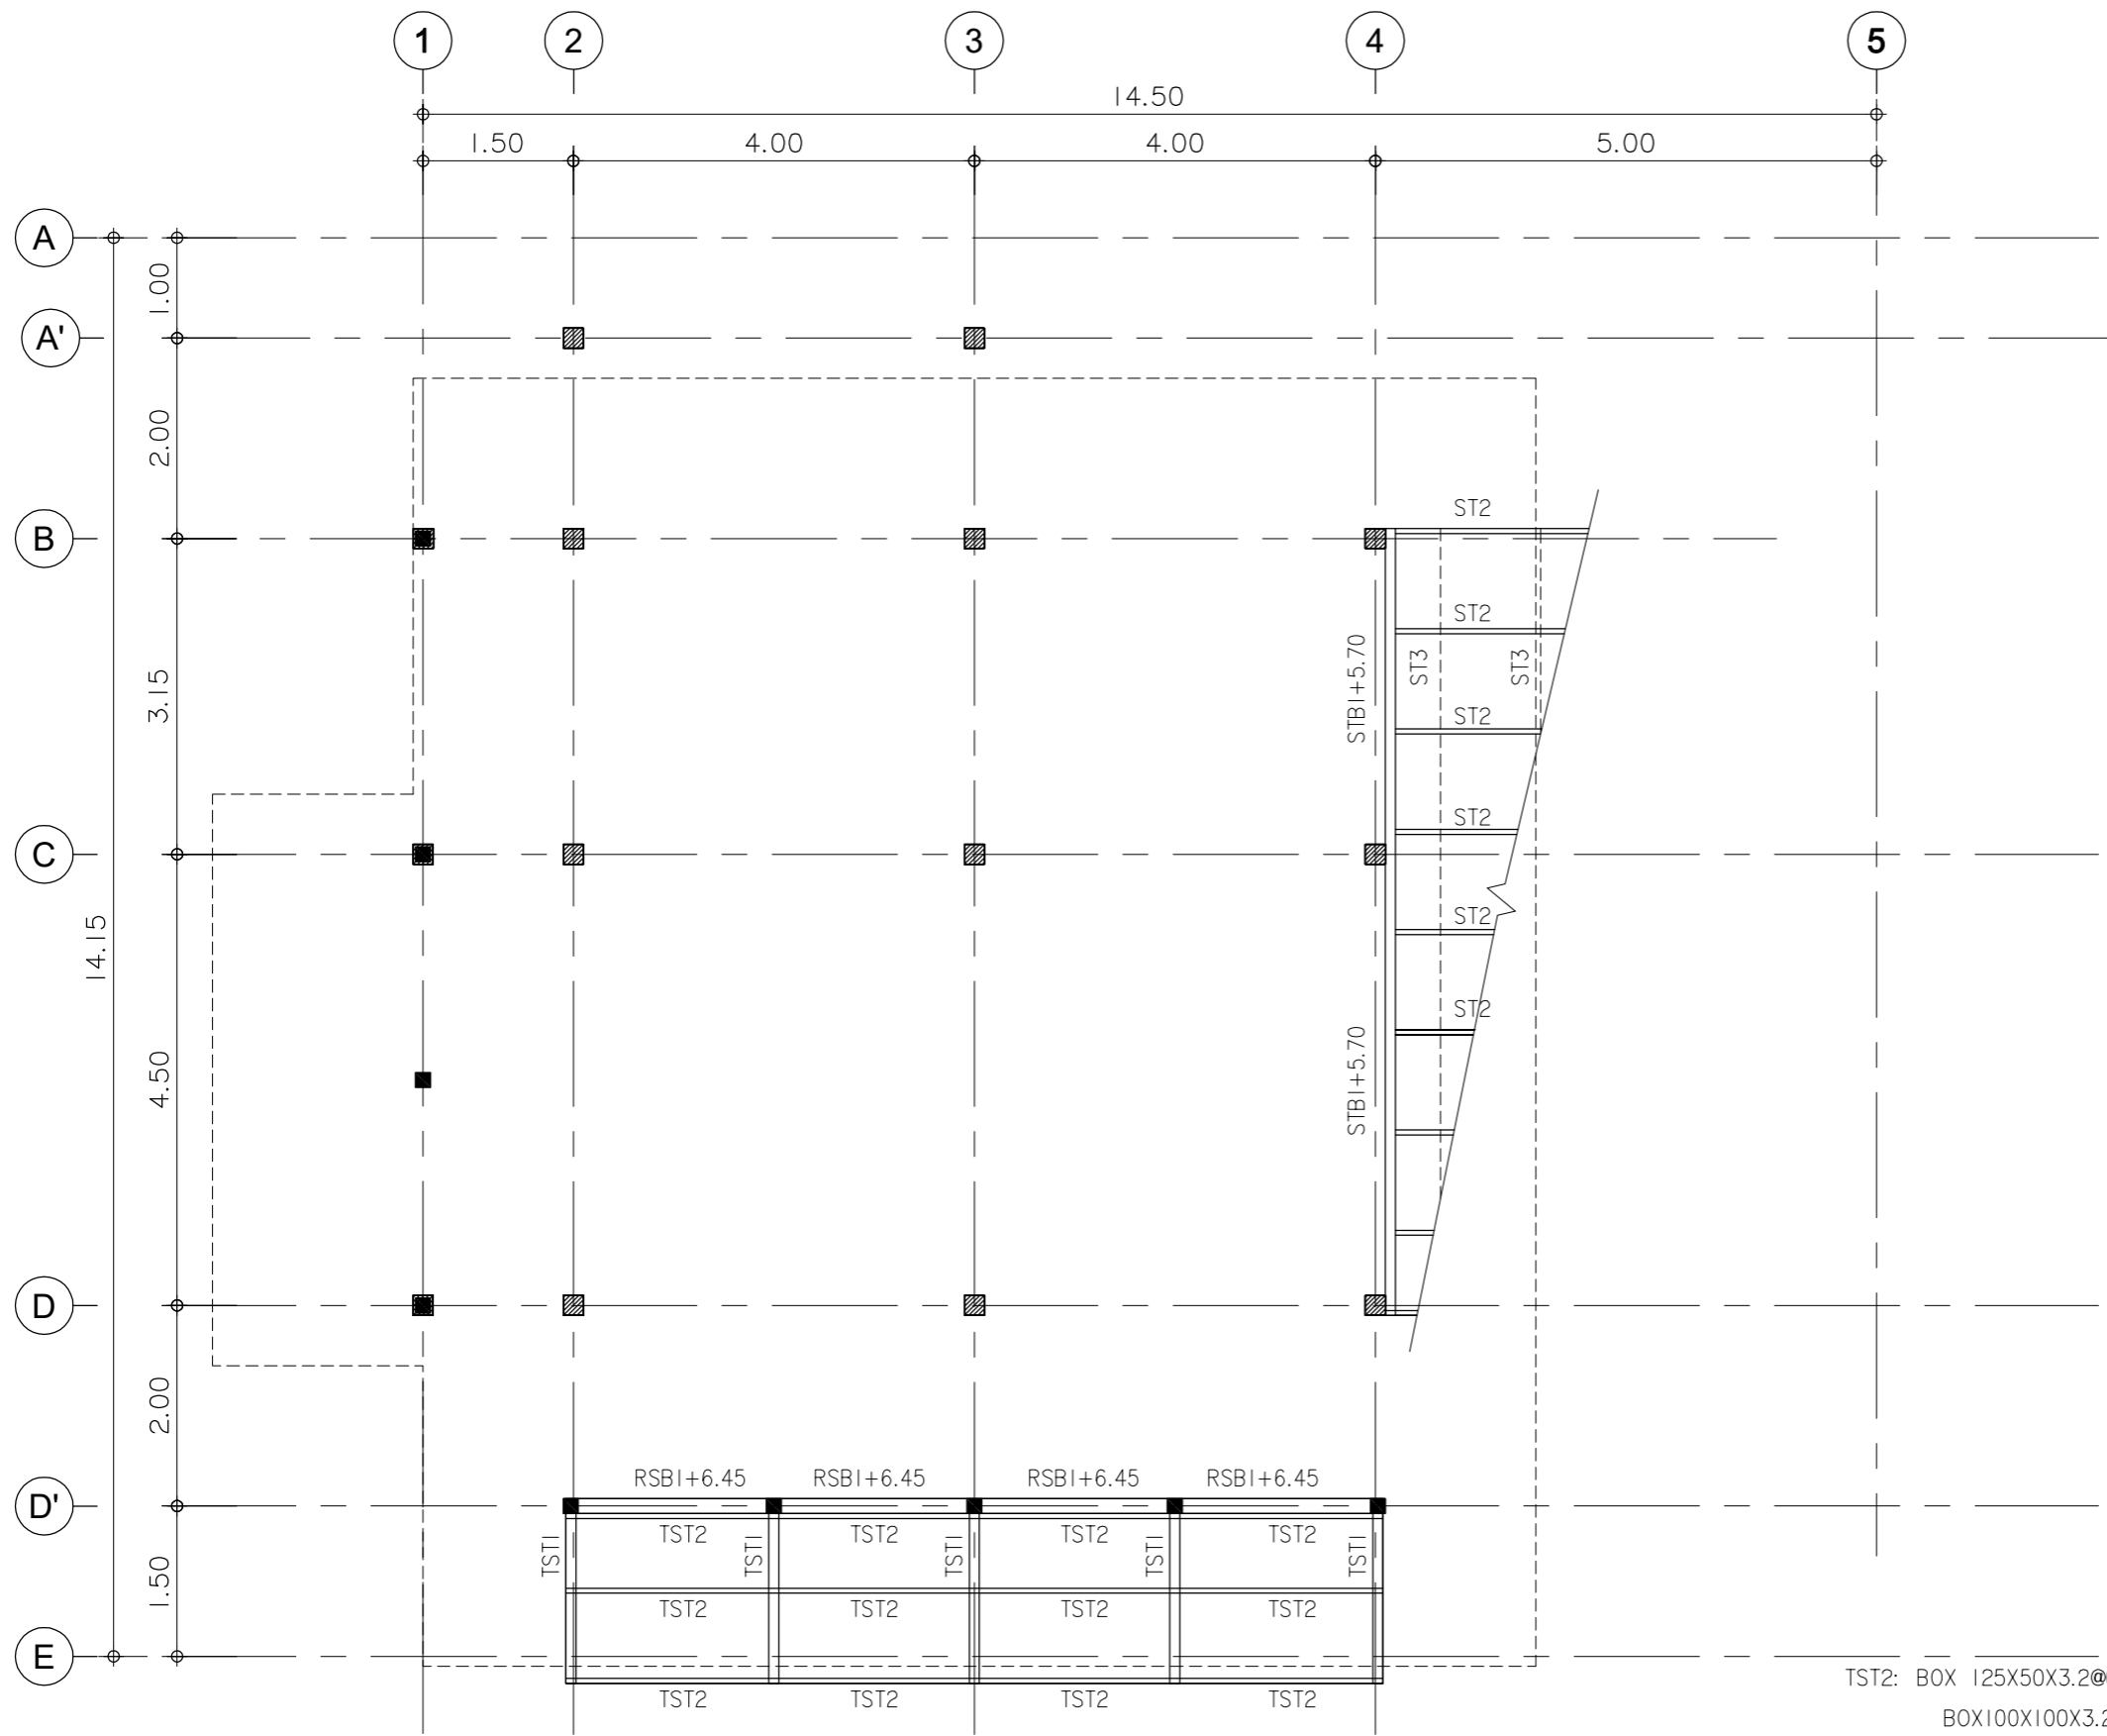 1 2 3 4 5
14.50
1.50 4.00 4.00 5.00
A
1.00
A'
2.00
B
ST2
ST2
3.15
STB1+5.70
ST3
ST3
ST2
ST2
C
14.15
ST2
ST2
4.50
STB1+5.70
D
2.00
RSB1+6.45 RSB1+6.45 RSB1+6.45 RSB1+6.45
D'
TST2 TST2 TST2 TST2
TST1 TST1 TST1 TST1 TST1
1.50
TST2 TST2 TST2 TST2
E
TST2: BOX 125X50X3.2@
TST2 TST2 TST2 TST2
BOX100X100X3.2